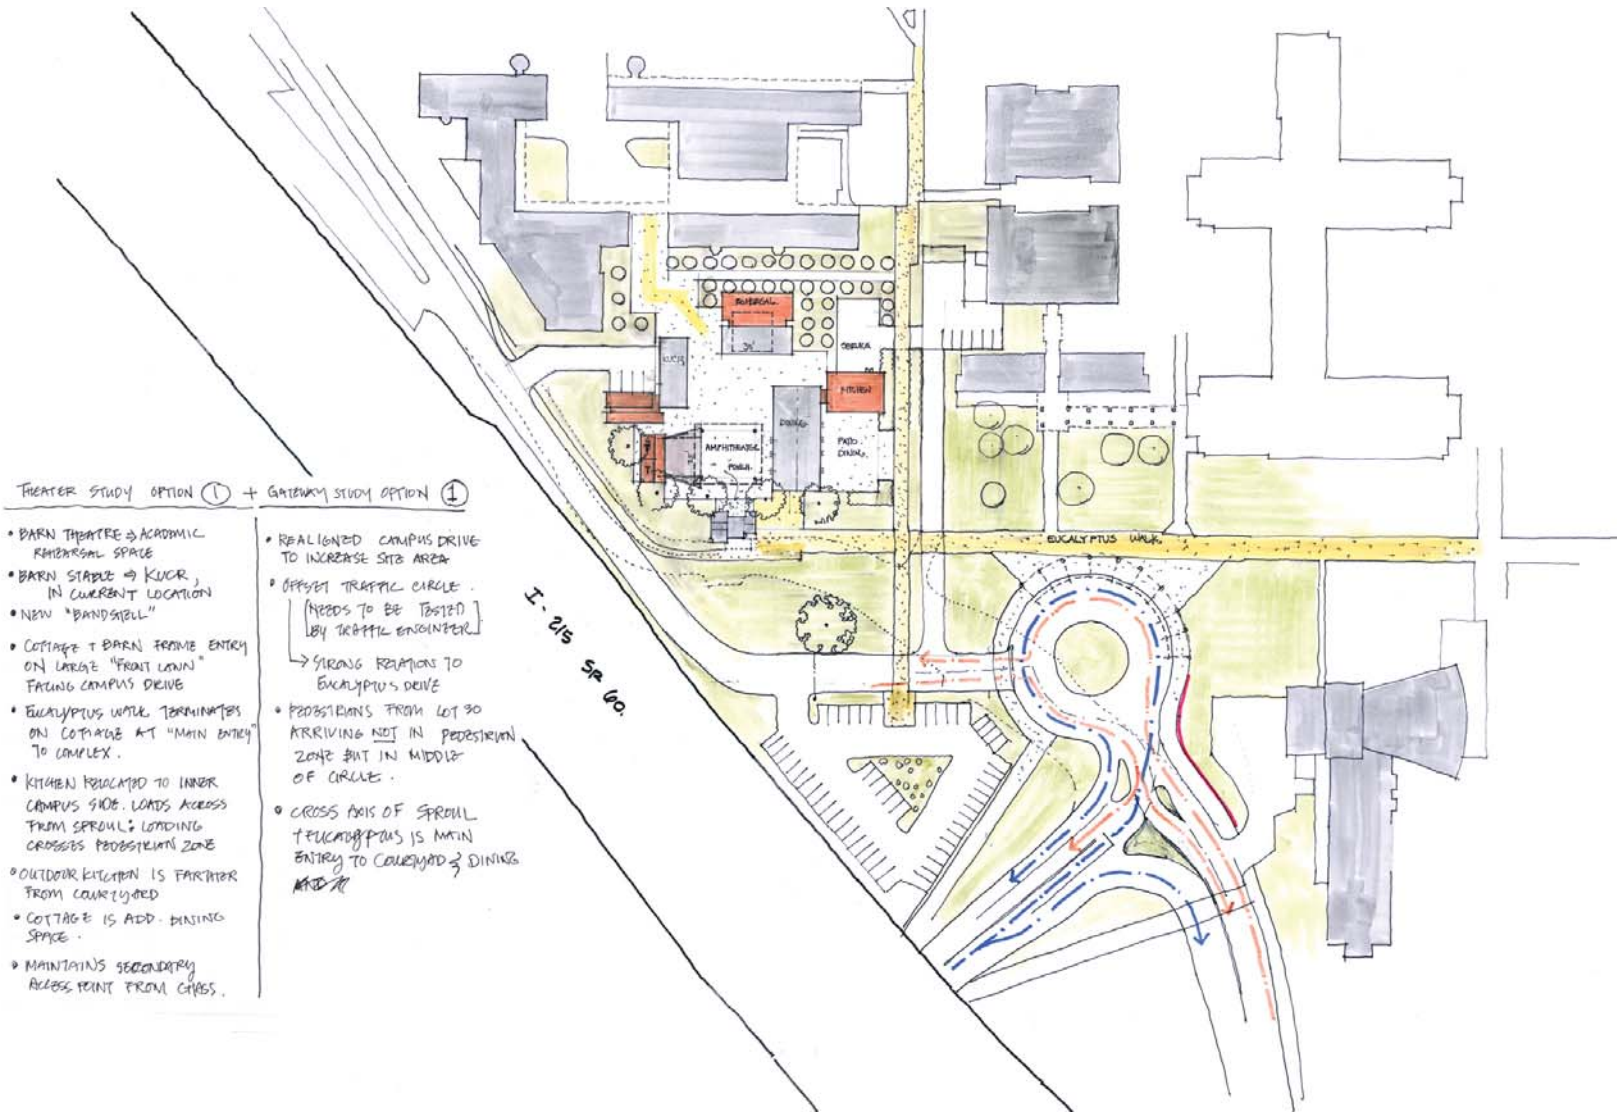 THEATER STUDY OPTION 1 + GATEWAY STUDY OPTION 1
• BARN THEATRE ⇒ ACADEMIC
REHEARSAL SPACE
• BARN STABLE ⇒ KUCR,
IN CURRENT LOCATION
• NEW "BANDSHELL"
• COTTAGE + BARN FRAME ENTRY
ON LARGE "FRONT LAWN"
FACING CAMPUS DRIVE
• EUCALYPTUS WALK TERMINATES
ON COTTAGE AT "MAIN ENTRY"
TO COMPLEX.
• KITCHEN RELOCATED TO INNER
CAMPUS SIDE. LOADS ACROSS
FROM SPROUL; LOADING
CROSSES PEDESTRIAN ZONE
• OUTDOOR KITCHEN IS FARTHER
FROM COURTYARD
• COTTAGE IS ADD. DINING
SPACE.
• MAINTAINS SECONDARY
ACCESS POINT FROM
• REALIGNED CAMPUS DRIVE
TO INCREASE SITE AREA
• OFFSET TRAFFIC CIRCLE.
[NEEDS TO BE TESTED
BY TRAFFIC ENGINEER]
→ STRONG RELATION TO
EUCALYPTUS DRIVE
• PEDESTRIANS FROM LOT 30
ARRIVING NOT IN PEDESTRIAN
ZONE BUT IN MIDDLE
OF CIRCLE.
• CROSS AXIS OF SPROUL
+ EUCALYPTUS IS MAIN
ENTRY TO COURTYARD & DINING
I-215 SR 60.
REHEARSAL
KUCR
KITCHEN
DINING
PATIO
DINING
AMPHITHEATER
EUCALYPTUS WALK